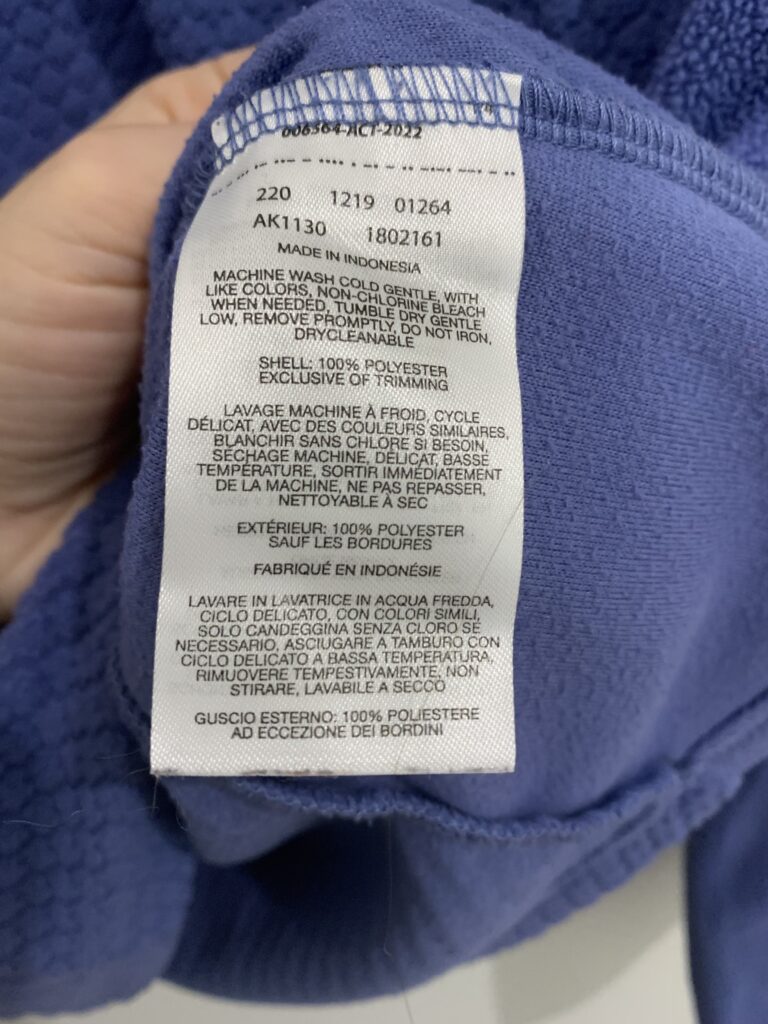 006564-ACT-2022
220 1219 01264
AK1130 1802161
MADE IN INDONESIA
MACHINE WASH COLD GENTLE, WITH
LIKE COLORS, NON-CHLORINE BLEACH
WHEN NEEDED, TUMBLE DRY GENTLE
LOW, REMOVE PROMPTLY, DO NOT IRON,
DRYCLEANABLE
SHELL: 100% POLYESTER
EXCLUSIVE OF TRIMMING
LAVAGE MACHINE À FROID, CYCLE
DÉLICAT, AVEC DES COULEURS SIMILAIRES,
BLANCHIR SANS CHLORE SI BESOIN,
SÉCHAGE MACHINE, DÉLICAT, BASSE
TEMPÉRATURE, SORTIR IMMÉDIATEMENT
DE LA MACHINE, NE PAS REPASSER,
NETTOYABLE À SEC
EXTÉRIEUR: 100% POLYESTER
SAUF LES BORDURES
FABRIQUÉ EN INDONÉSIE
LAVARE IN LAVATRICE IN ACQUA FREDDA,
CICLO DELICATO, CON COLORI SIMILI,
SOLO CANDEGGINA SENZA CLORO SE
NECESSARIO, ASCIUGARE A TAMBURO CON
CICLO DELICATO A BASSA TEMPERATURA,
RIMUOVERE TEMPESTIVAMENTE, NON
STIRARE, LAVABILE A SECCO
GUSCIO ESTERNO: 100% POLIESTERE
AD ECCEZIONE DEI BORDINI